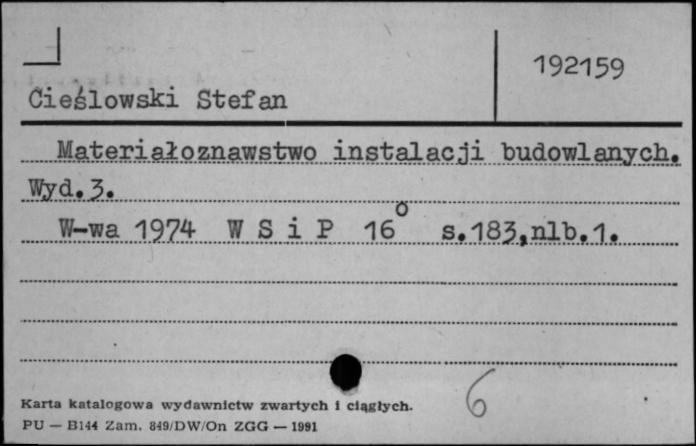 192159
Cieślowski Stefan
Materiałoznawstwo instalacji budowlanych.
Wyd.3.
W-wa 1974 W S i P 16° s.183,nlb.1.
6
Karta katalogowa wydawnictw zwartych i ciągłych.
PU — B144 Zam. 849/DW/On ZGG — 1991